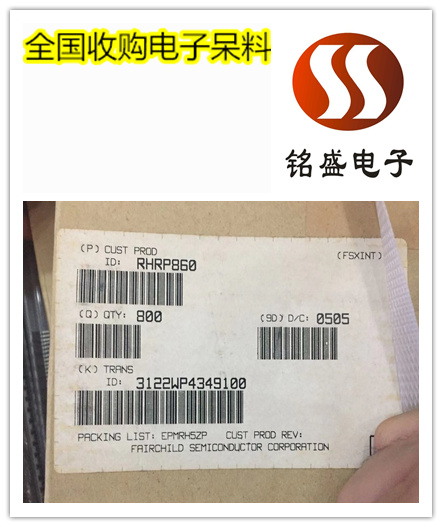 全国收购电子呆料
铭盛电子
(P) CUST PROD
ID: RHRP860
(FSXINT)
(Q) QTY: 800
(9D) D/C: 0505
(K) TRANS
ID: 3122WP4349100
PACKING LIST: EPMRH5ZP CUST PROD REV:
FAIRCHILD SEMICONDUCTOR CORPORATION